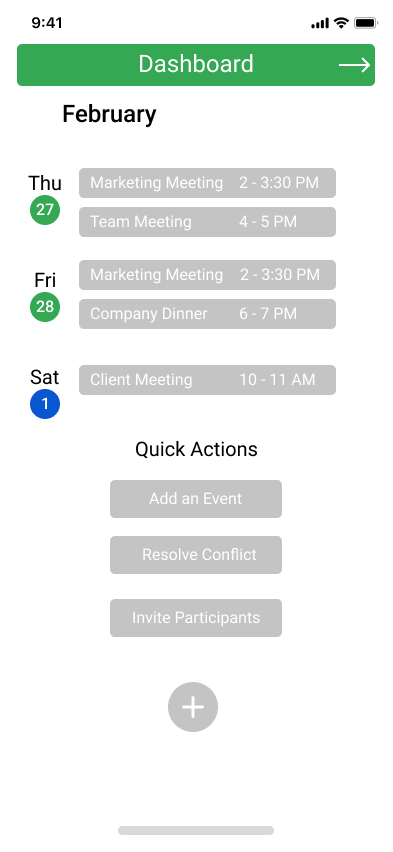 9:41
Dashboard
February
Thu
27
Marketing Meeting 2 - 3:30 PM
Team Meeting 4 - 5 PM
Fri
28
Marketing Meeting 2 - 3:30 PM
Company Dinner 6 - 7 PM
Sat
1
Client Meeting 10 - 11 AM
Quick Actions
Add an Event
Resolve Conflict
Invite Participants